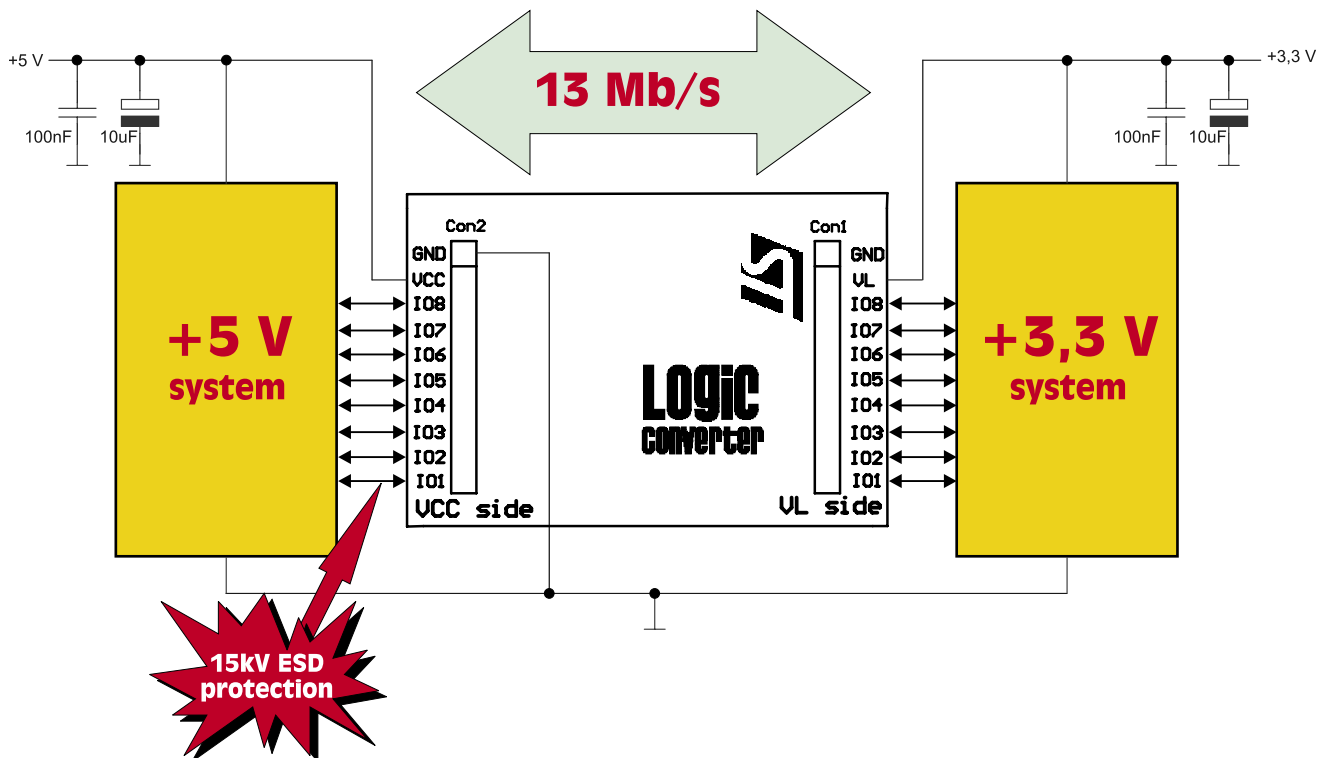 +5 V
13 Mb/s
+3,3 V
100nF
10uF
100nF
10uF
Con2
Con1
GND
VCC
IO8
IO7
IO6
IO5
IO4
IO3
IO2
IO1
VCC side
GND
VL
IO8
IO7
IO6
IO5
IO4
IO3
IO2
IO1
VL side
+5 V
system
Logic
converter
+3,3 V
system
15kV ESD
protection